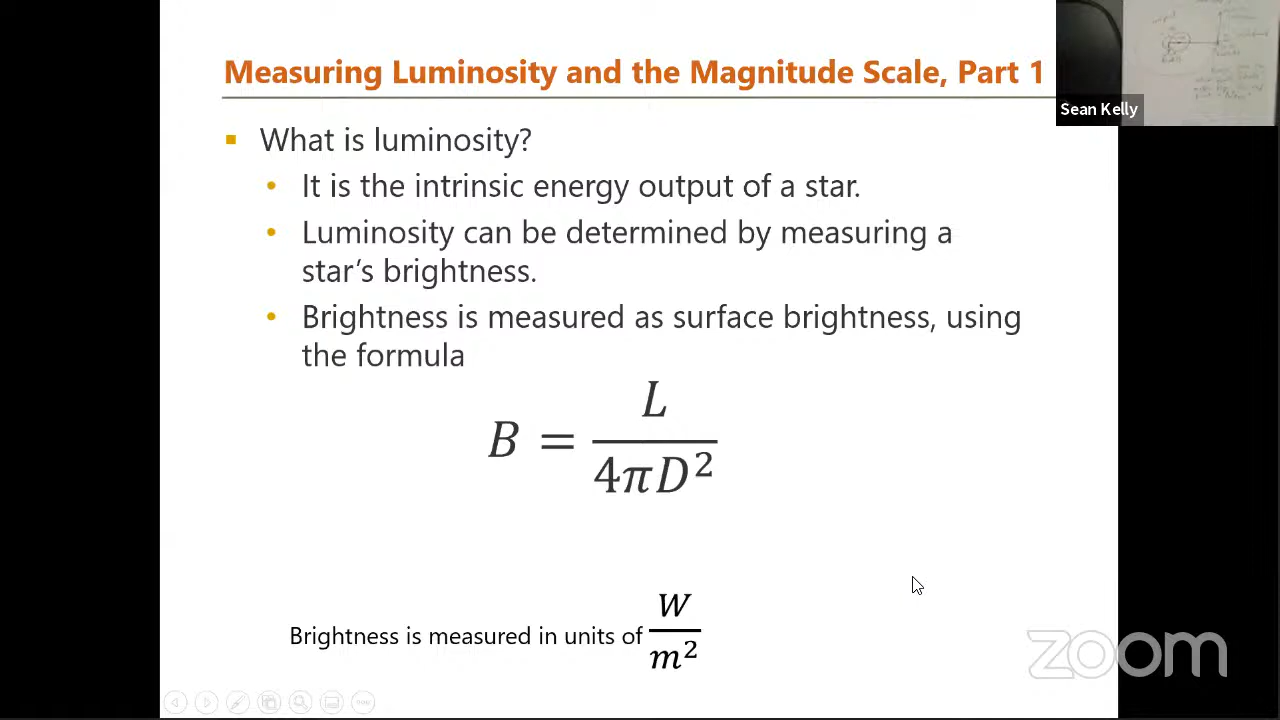 Measuring Luminosity and the Magnitude Scale, Part 1
Sean Kelly
What is luminosity?
It is the intrinsic energy output of a star.
Luminosity can be determined by measuring a
star’s brightness.
Brightness is measured as surface brightness, using
the formula
B = L / 4πD²
Brightness is measured in units of W / m²
zoom